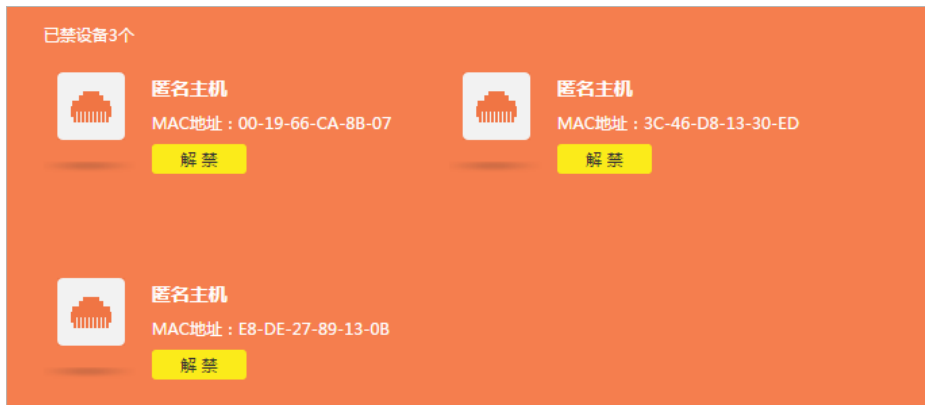 已禁设备3个
匿名主机
MAC地址：00-19-66-CA-8B-07
解 禁
匿名主机
MAC地址：3C-46-D8-13-30-ED
解 禁
匿名主机
MAC地址：E8-DE-27-89-13-0B
解 禁